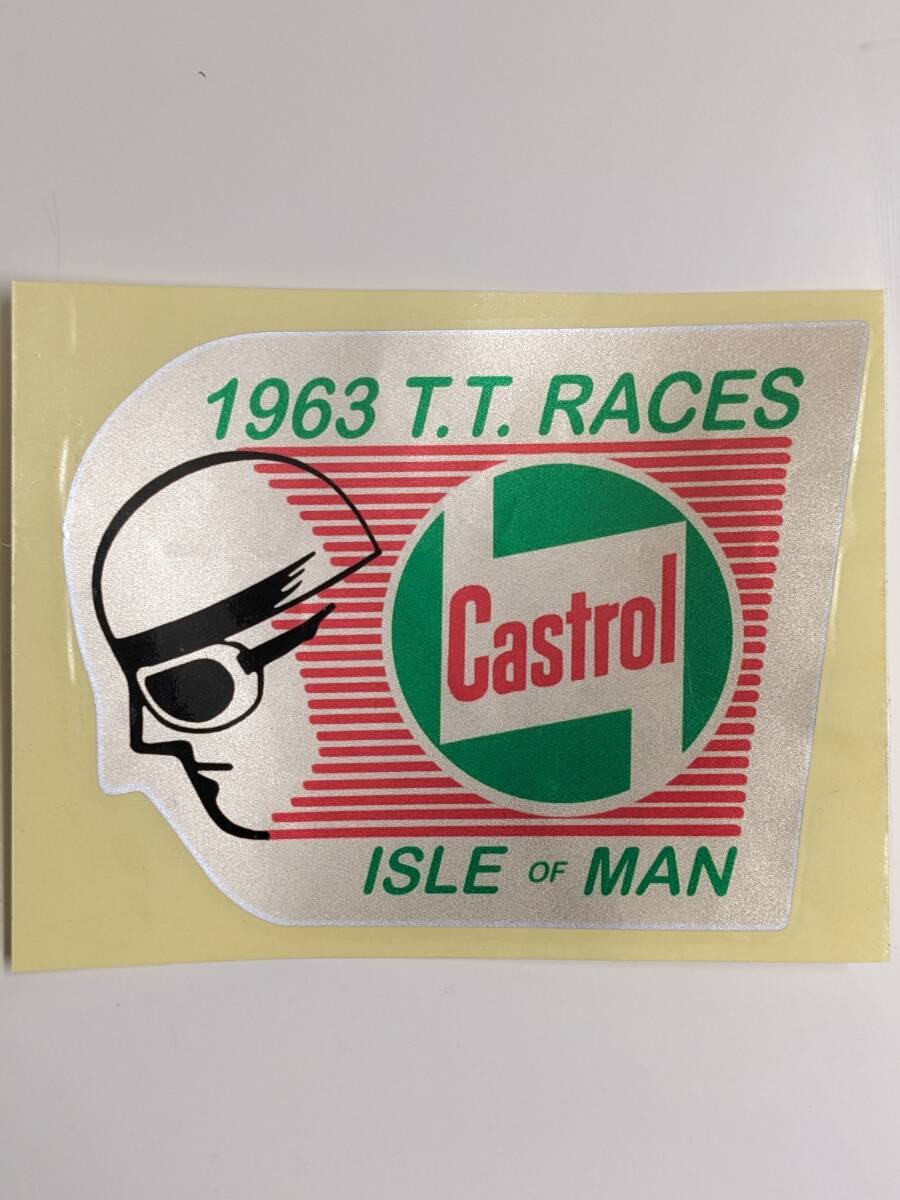 1963 T.T. RACES
Castrol
ISLE OF MAN